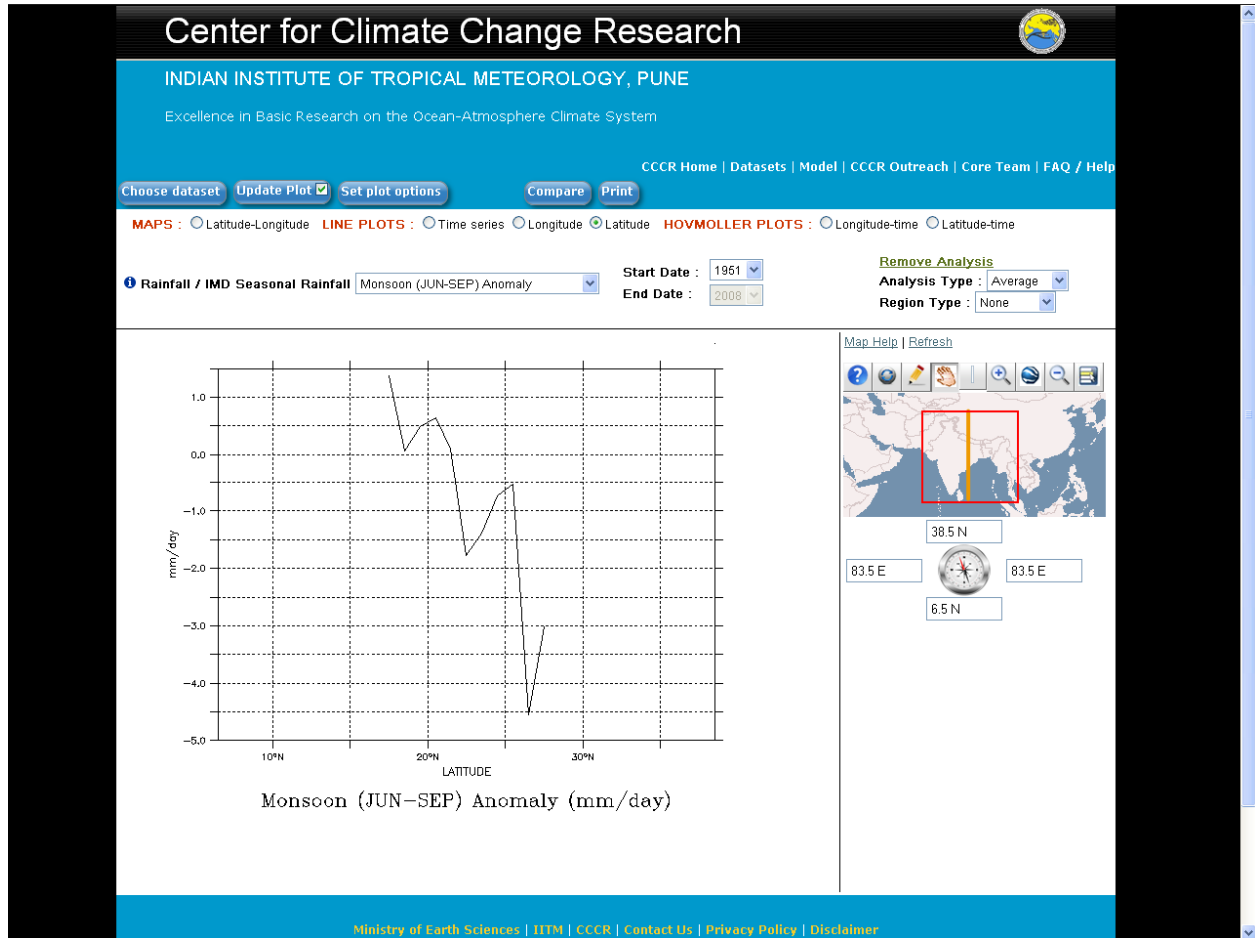 Center for Climate Change Research
INDIAN INSTITUTE OF TROPICAL METEOROLOGY, PUNE
Excellence in Basic Research on the Ocean-Atmosphere Climate System
CCCR Home | Datasets | Model | CCCR Outreach | Core Team | FAQ / Help
Choose dataset Update Plot Set plot options Compare Print
MAPS : Latitude-Longitude LINE PLOTS : Time series Longitude Latitude HOVMOLLER PLOTS : Longitude-time Latitude-time
Rainfall / IMD Seasonal Rainfall Monsoon (JUN-SEP) Anomaly
Start Date : 1951
End Date : 2008
Remove Analysis
Analysis Type : Average
Region Type : None
Map Help | Refresh
1.0
0.0
−1.0
−2.0
−3.0
−4.0
−5.0
mm/day
10°N 20°N 30°N
LATITUDE
Monsoon (JUN−SEP) Anomaly (mm/day)
38.5 N
83.5 E 83.5 E
6.5 N
Ministry of Earth Sciences | IITM | CCCR | Contact Us | Privacy Policy | Disclaimer